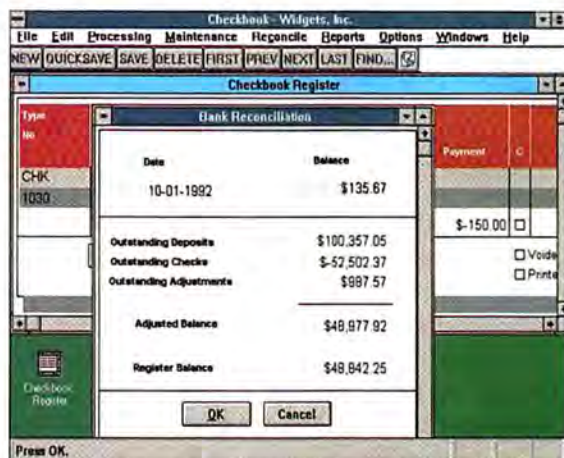 Checkbook - Widgets, Inc.
File Edit Processing Maintenance Reconcile Reports Options Windows Help
NEW QUICKSAVE SAVE DELETE FIRST PREV NEXT LAST FIND...
Checkbook Register
Type
No
Payment C
CHK
1030
$-150.00
Voide
Printe
Bank Reconciliation
Date Balance
10-01-1992 $135.67
Outstanding Deposits $100,357.05
Outstanding Checks $-52,502.37
Outstanding Adjustments $987.57
Adjusted Balance $48,977.92
Register Balance $48,842.25
OK Cancel
Checkbook
Register
Press OK.